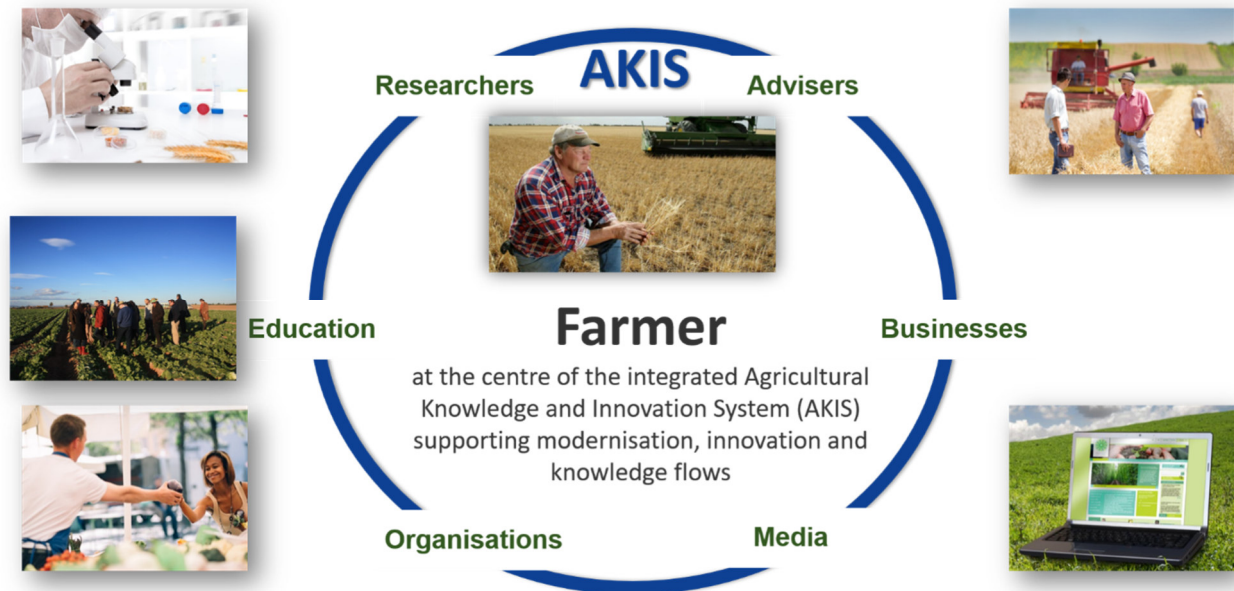 AKIS
Researchers
Advisers
Education
Farmer
Businesses
at the centre of the integrated Agricultural
Knowledge and Innovation System (AKIS)
supporting modernisation, innovation and
knowledge flows
Organisations
Media